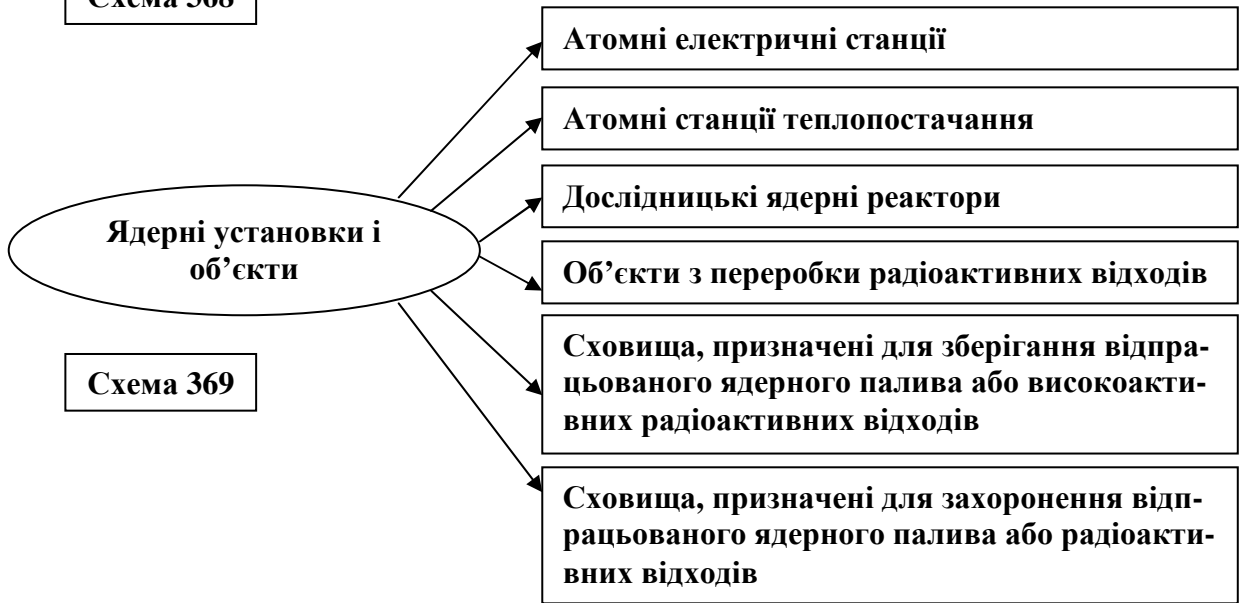 Схема 368
Атомні електричні станції
Атомні станції теплопостачання
Дослідницькі ядерні реактори
Ядерні установки і
об’єкти
Об’єкти з переробки радіоактивних відходів
Сховища, призначені для зберігання відпра-
цьованого ядерного палива або високоакти-
вних радіоактивних відходів
Схема 369
Сховища, призначені для захоронення відп-
рацьованого ядерного палива або радіоакти-
вних відходів